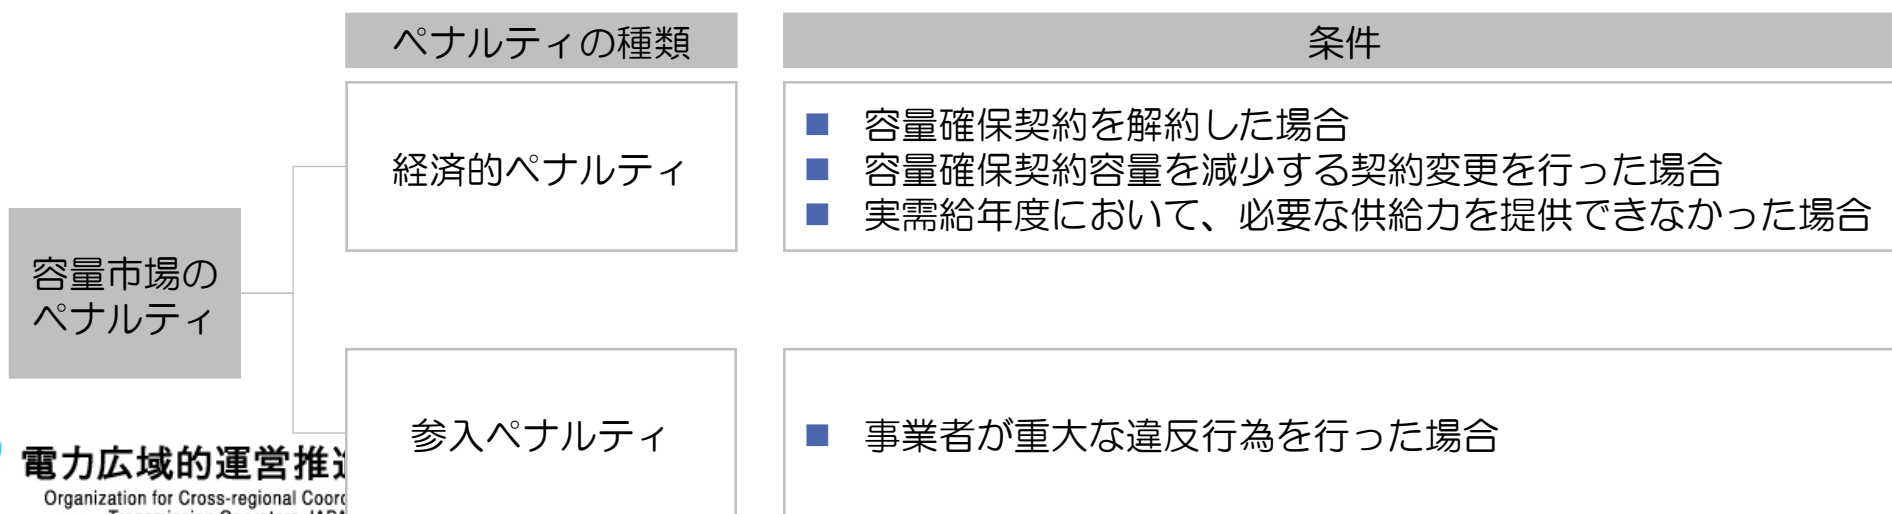 ペナルティの種類
条件
容量市場の
ペナルティ
経済的ペナルティ
■ 容量確保契約を解約した場合
■ 容量確保契約容量を減少する契約変更を行った場合
■ 実需給年度において、必要な供給力を提供できなかった場合
参入ペナルティ
■ 事業者が重大な違反行為を行った場合
電力広域的運営推
Organization for Cross-regional